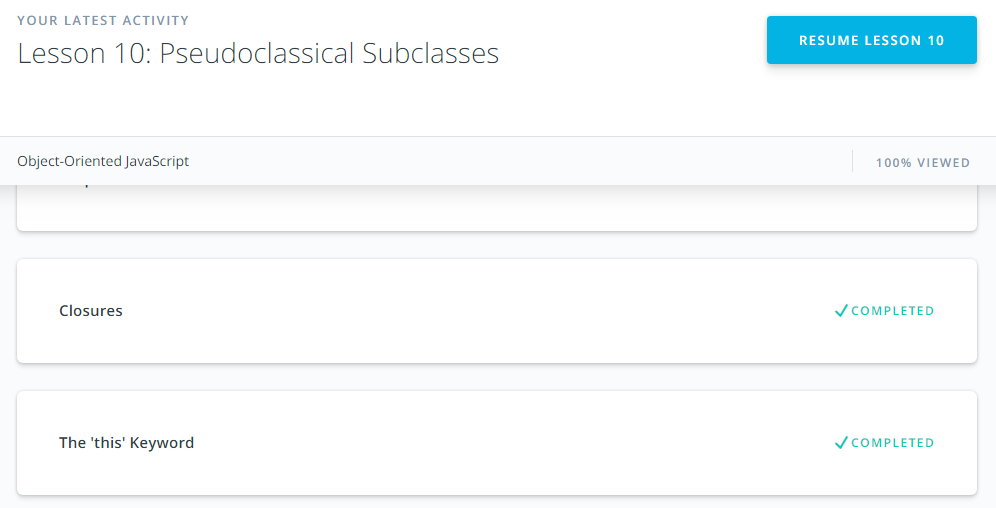 YOUR LATEST ACTIVITY
Lesson 10: Pseudoclassical Subclasses
RESUME LESSON 10
Object-Oriented JavaScript
100% VIEWED
Closures
COMPLETED
The 'this' Keyword
COMPLETED